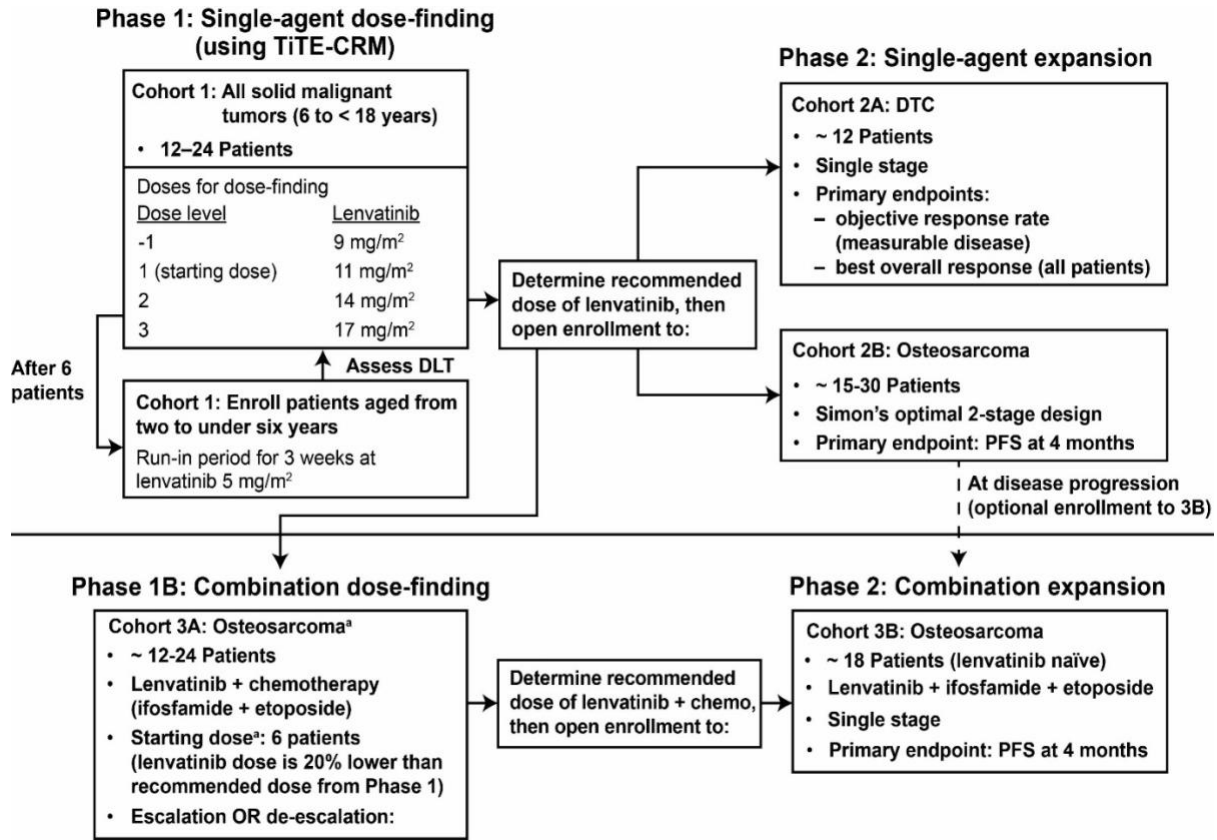 Phase 1: Single-agent dose-finding
(using TiTE-CRM)
Cohort 1: All solid malignant
tumors (6 to < 18 years)
• 12–24 Patients
Doses for dose-finding
Dose level Lenvatinib
-1 9 mg/m²
1 (starting dose) 11 mg/m²
2 14 mg/m²
3 17 mg/m²
After 6
patients
Assess DLT
Cohort 1: Enroll patients aged from
two to under six years
Run-in period for 3 weeks at
lenvatinib 5 mg/m²
Determine recommended
dose of lenvatinib, then
open enrollment to:
Phase 2: Single-agent expansion
Cohort 2A: DTC
• ~ 12 Patients
• Single stage
• Primary endpoints:
– objective response rate
(measurable disease)
– best overall response (all patients)
Cohort 2B: Osteosarcoma
• ~ 15-30 Patients
• Simon's optimal 2-stage design
• Primary endpoint: PFS at 4 months
At disease progression
(optional enrollment to 3B)
Phase 1B: Combination dose-finding
Cohort 3A: Osteosarcomaᵃ
• ~ 12-24 Patients
• Lenvatinib + chemotherapy
(ifosfamide + etoposide)
• Starting doseᵃ: 6 patients
(lenvatinib dose is 20% lower than
recommended dose from Phase 1)
• Escalation OR de-escalation:
Determine recommended
dose of lenvatinib + chemo,
then open enrollment to:
Phase 2: Combination expansion
Cohort 3B: Osteosarcoma
• ~ 18 Patients (lenvatinib naïve)
• Lenvatinib + ifosfamide + etoposide
• Single stage
• Primary endpoint: PFS at 4 months